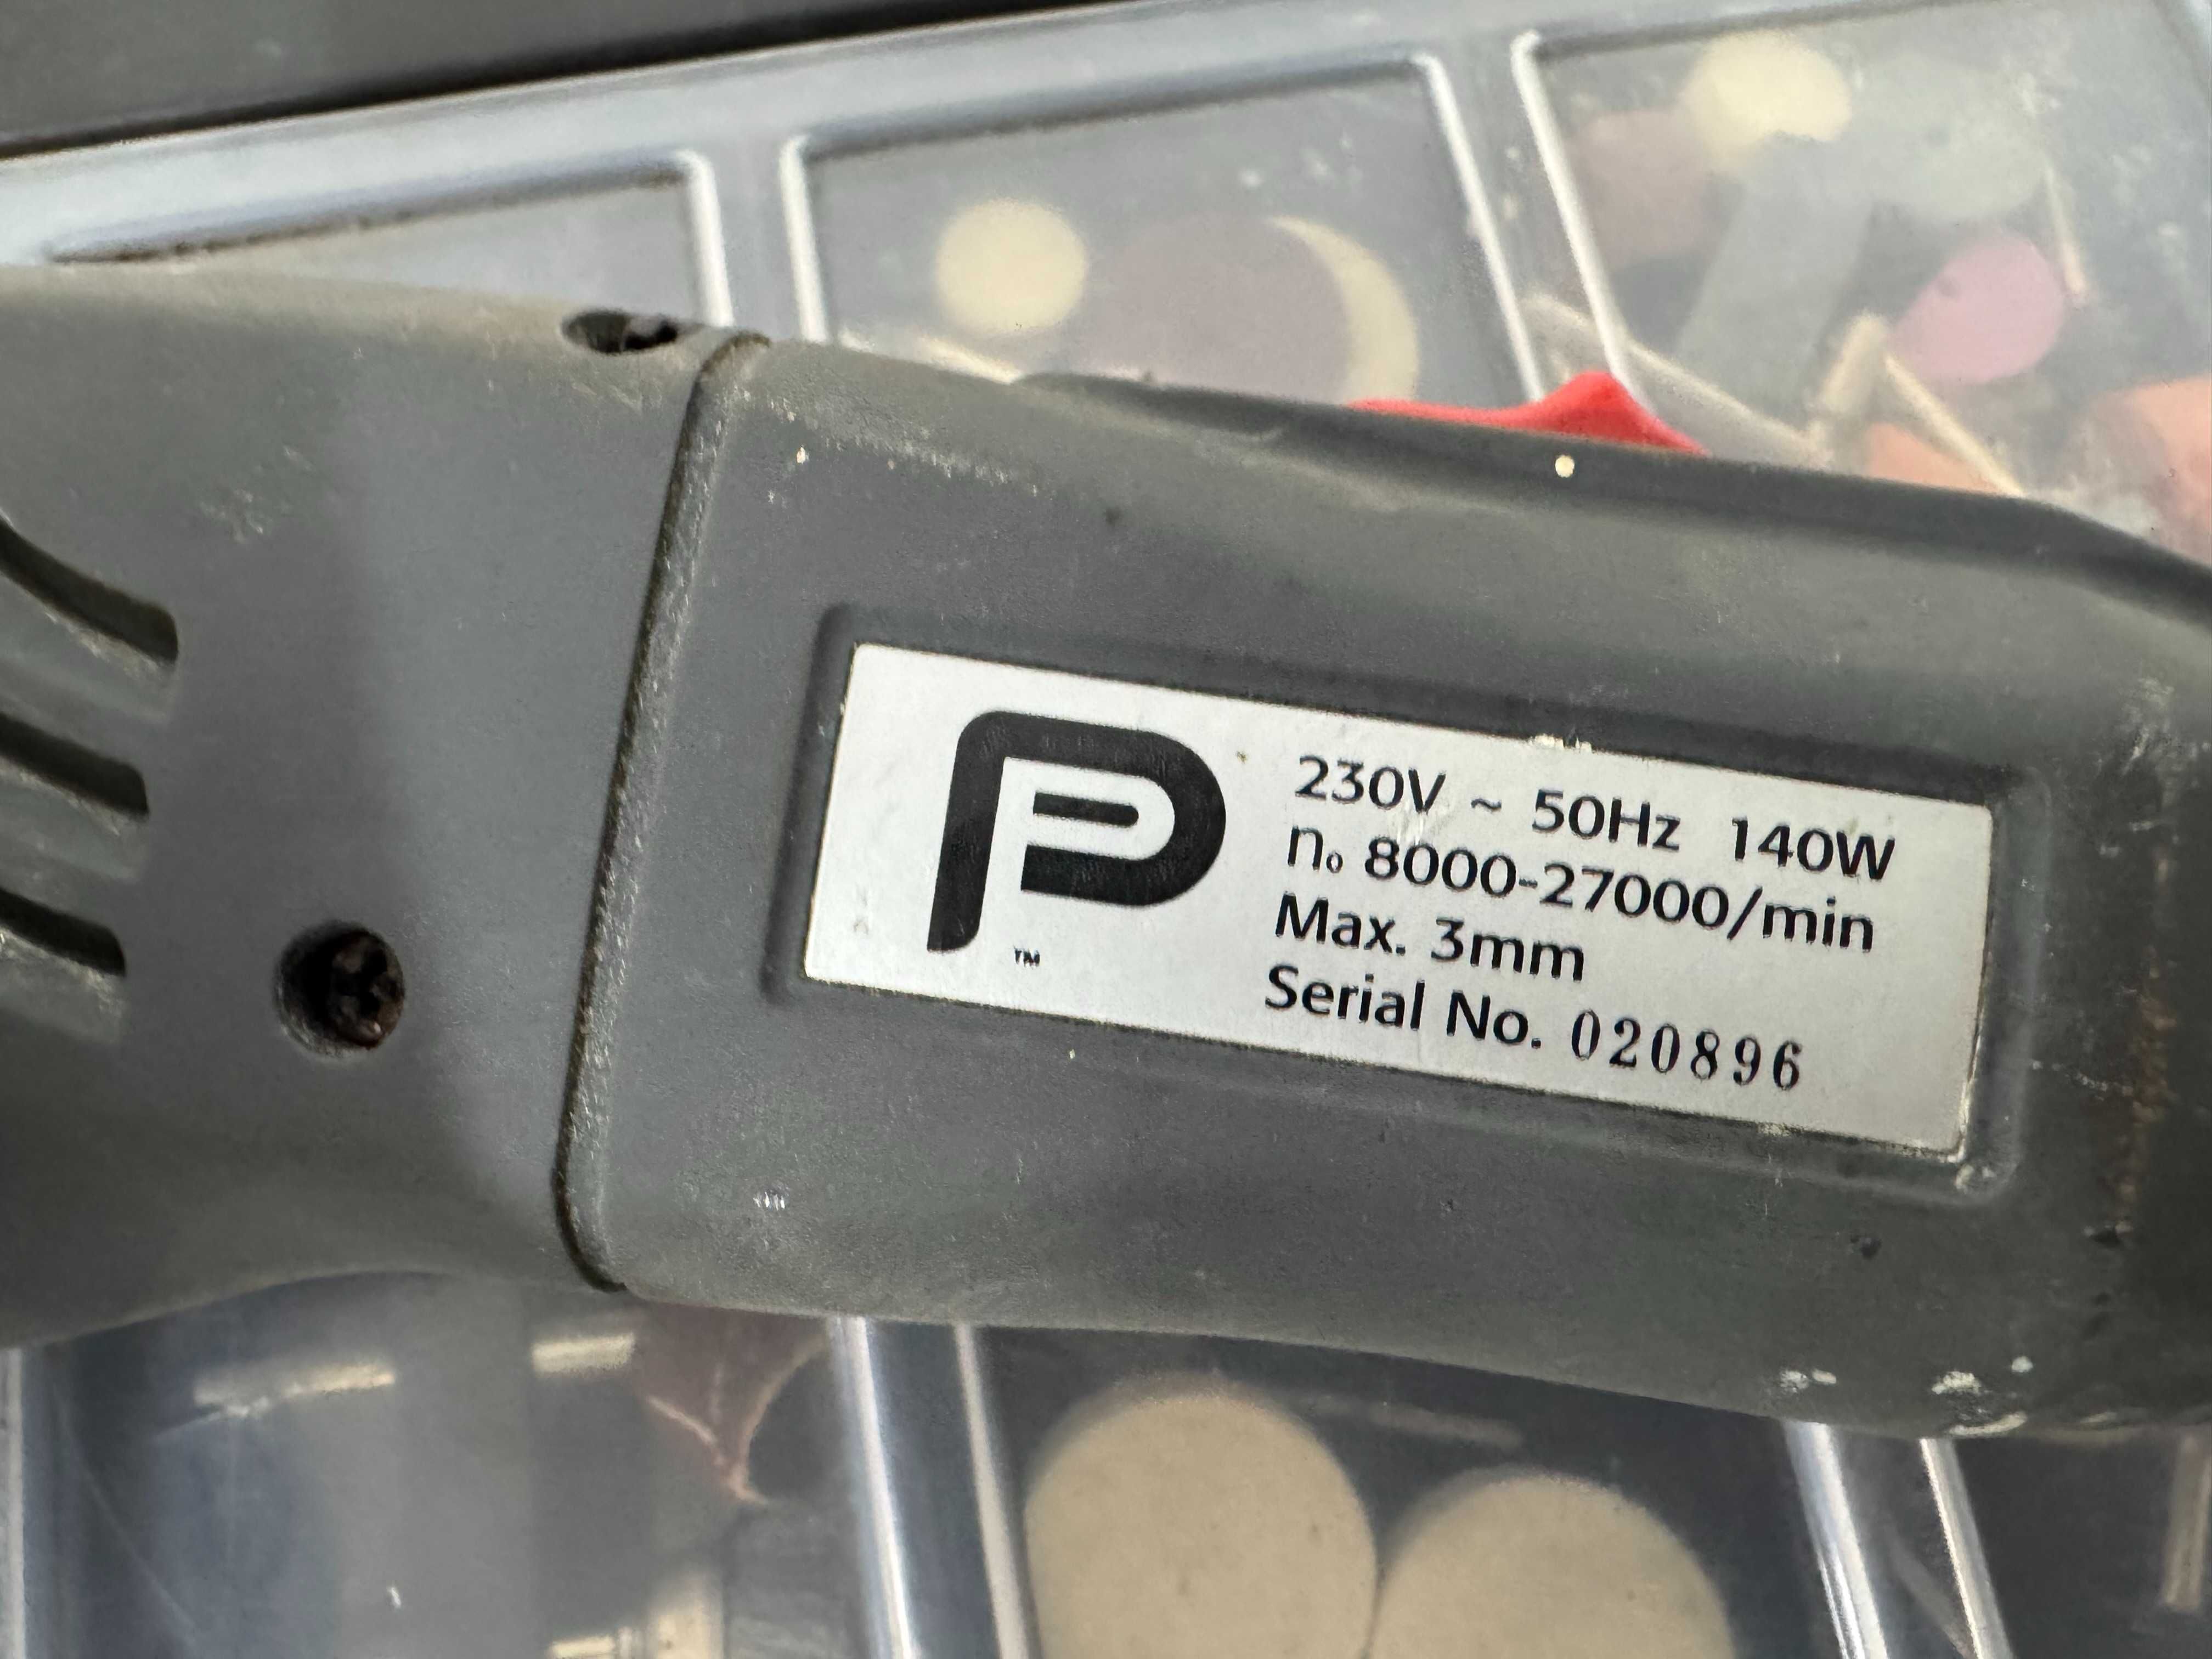 P
™
230V ~ 50Hz 140W
n₀ 8000-27000/min
Max. 3mm
Serial No. 020896